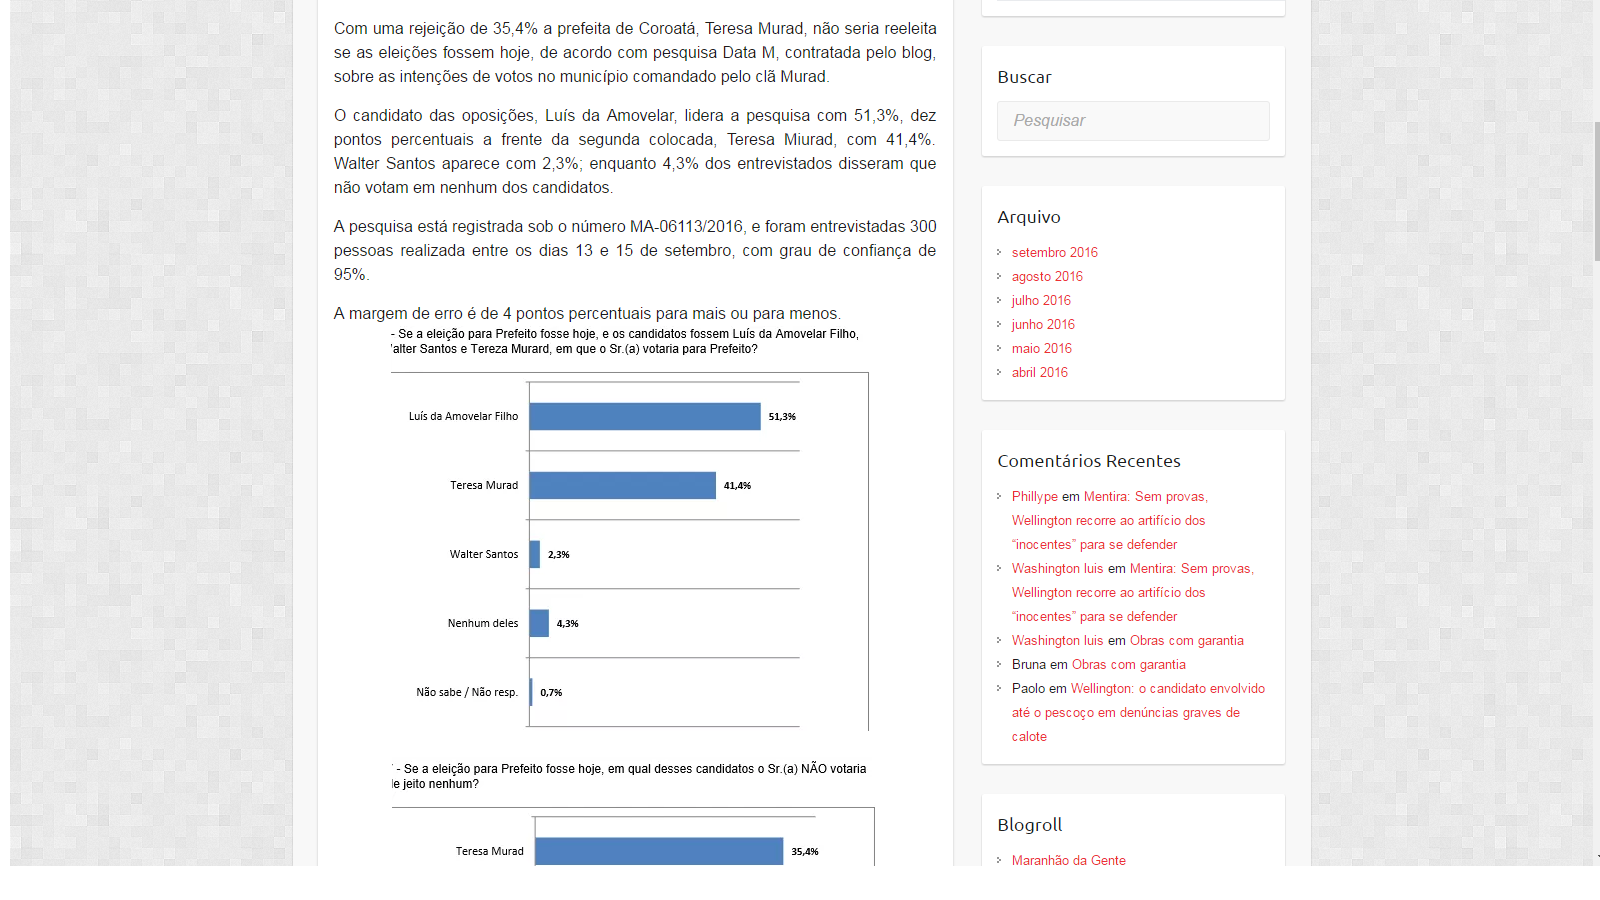 Com uma rejeição de 35,4% a prefeita de Coroatá, Teresa Murad, não seria reeleita
se as eleições fossem hoje, de acordo com pesquisa Data M, contratada pelo blog,
sobre as intenções de votos no município comandado pelo clã Murad.
O candidato das oposições, Luís da Amovelar, lidera a pesquisa com 51,3%, dez
pontos percentuais a frente da segunda colocada, Teresa Miurad, com 41,4%.
Walter Santos aparece com 2,3%; enquanto 4,3% dos entrevistados disseram que
não votam em nenhum dos candidatos.
A pesquisa está registrada sob o número MA-06113/2016, e foram entrevistadas 300
pessoas realizada entre os dias 13 e 15 de setembro, com grau de confiança de
95%.
A margem de erro é de 4 pontos percentuais para mais ou para menos.
- Se a eleição para Prefeito fosse hoje, e os candidatos fossem Luís da Amovelar Filho,
alter Santos e Tereza Murard, em que o Sr.(a) votaria para Prefeito?
Luís da Amovelar Filho 51,3%
Teresa Murad 41,4%
Walter Santos 2,3%
Nenhum deles 4,3%
Não sabe / Não resp. 0,7%
- Se a eleição para Prefeito fosse hoje, em qual desses candidatos o Sr.(a) NÃO votaria
e jeito nenhum?
Teresa Murad 35,4%
Buscar
Pesquisar
Arquivo
setembro 2016
agosto 2016
julho 2016
junho 2016
maio 2016
abril 2016
Comentários Recentes
Phillype em Mentira: Sem provas,
Wellington recorre ao artifício dos
“inocentes” para se defender
Washington luis em Mentira: Sem provas,
Wellington recorre ao artifício dos
“inocentes” para se defender
Washington luis em Obras com garantia
Bruna em Obras com garantia
Paolo em Wellington: o candidato envolvido
até o pescoço em denúncias graves de
calote
Blogroll
Maranhão da Gente